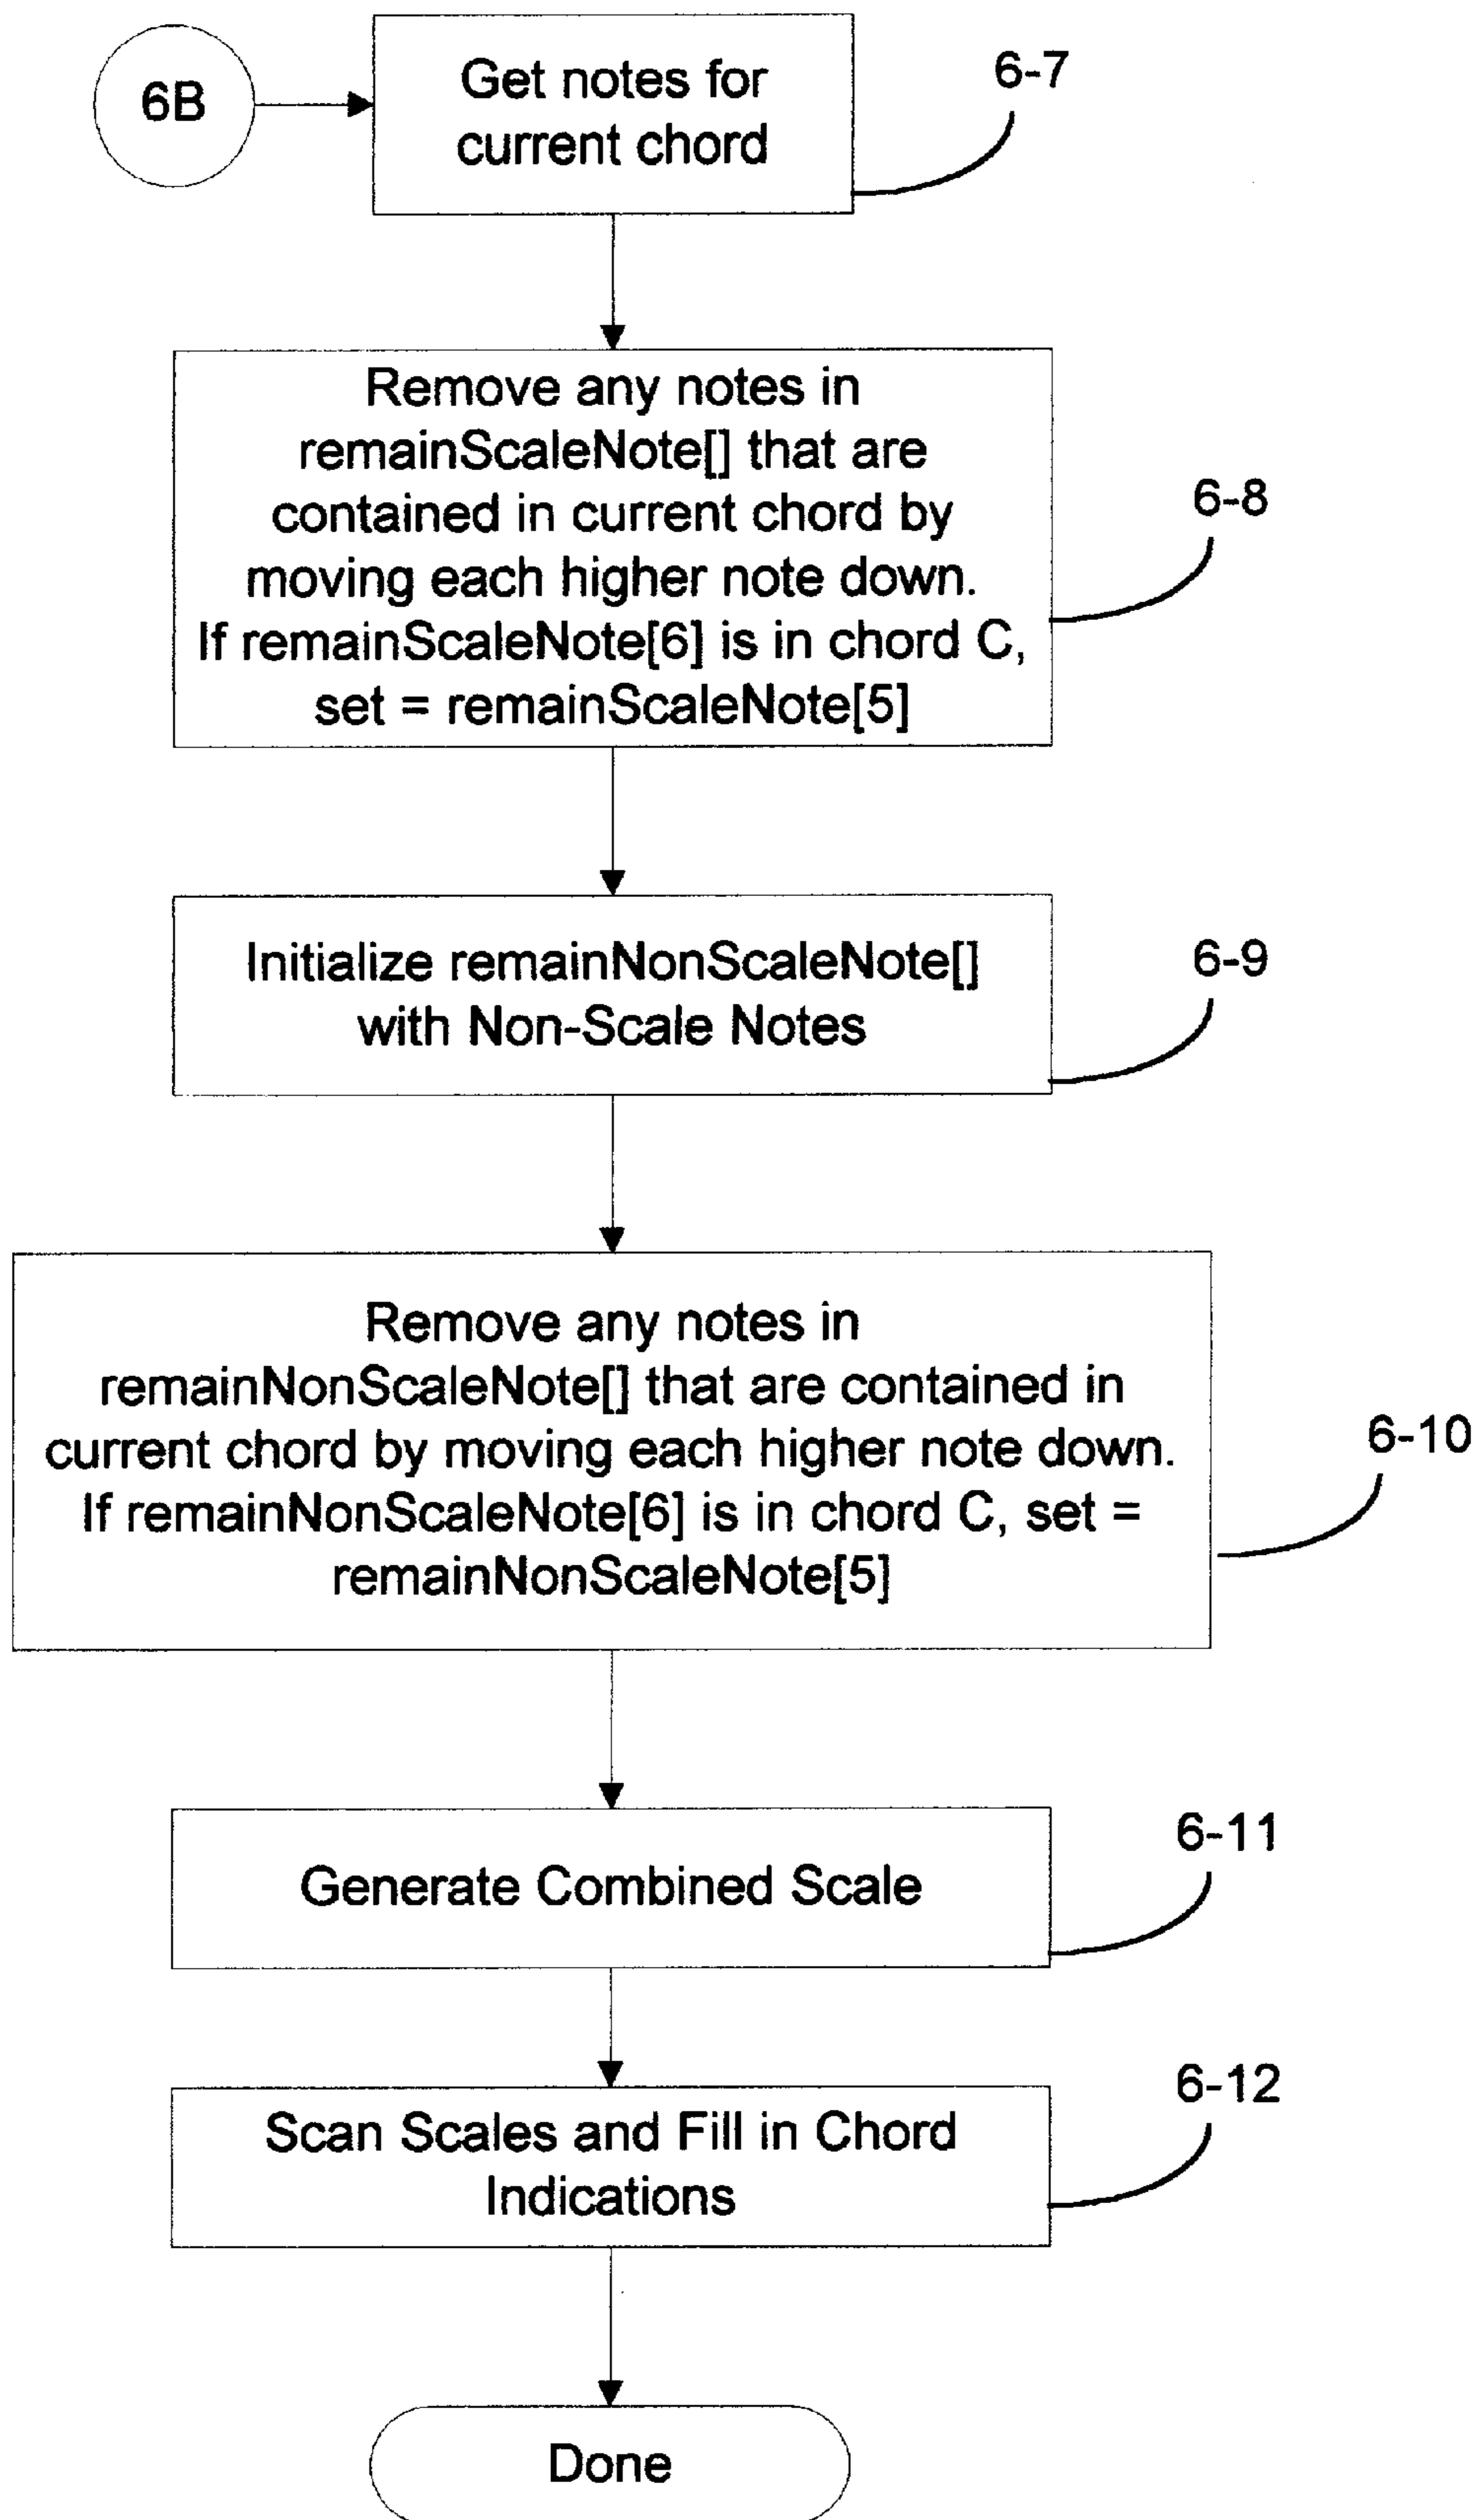 6B
Get notes for
current chord
6-7
Remove any notes in
remainScaleNote[] that are
contained in current chord by
moving each higher note down.
If remainScaleNote[6] is in chord C,
set = remainScaleNote[5]
6-8
Initialize remainNonScaleNote[]
with Non-Scale Notes
6-9
Remove any notes in
remainNonScaleNote[] that are contained in
current chord by moving each higher note down.
If remainNonScaleNote[6] is in chord C, set =
remainNonScaleNote[5]
6-10
Generate Combined Scale
6-11
Scan Scales and Fill in Chord
Indications
6-12
Done